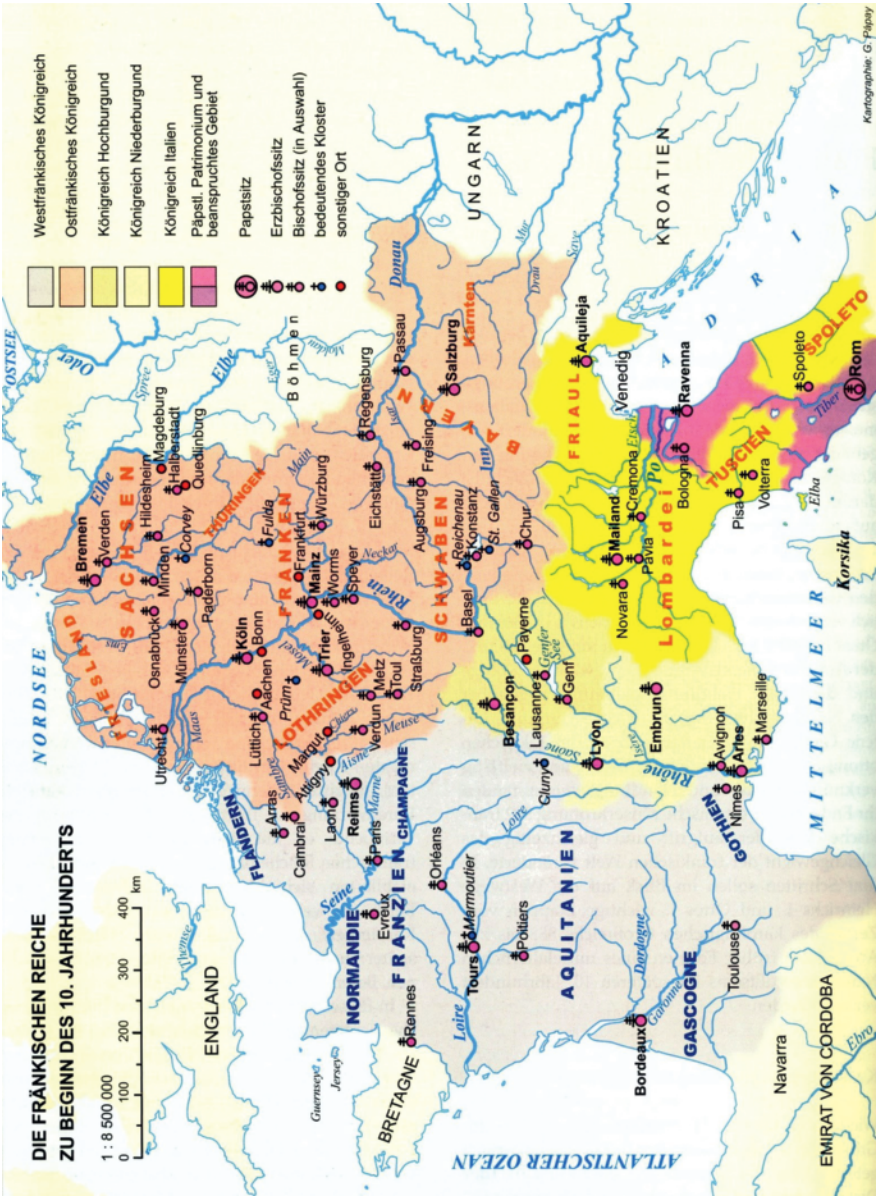 DIE FRÄNKISCHEN REICHE
ZU BEGINN DES 10. JAHRHUNDERTS
1 : 8 500 000
0 100 200 300 400 km
Westfränkisches Königreich
Ostfränkisches Königreich
Königreich Hochburgund
Königreich Niederburgund
Königreich Italien
Päpstl. Patrimonium und
beanspruchtes Gebiet
Papstsitz
Erzbischofssitz
Bischofssitz (in Auswahl)
bedeutendes Kloster
sonstiger Ort
NORDSEE
OSTSEE
ATLANTISCHER OZEAN
MITTELMEER
ADRIA
ENGLAND
Themse
Guernsey
Jersey
BRETAGNE
Rennes
NORMANDIE
Evreux
Seine
FRANZIEN
Paris
CHAMPAGNE
Marne
Orléans
Loire
Marmoutier
Tours
Loire
Poitiers
AQUITANIEN
Dordogne
Bordeaux
Garonne
GASCOGNE
Toulouse
Navarra
EMIRAT VON CORDOBA
Ebro
GOTHIEN
Nîmes
FLANDERN
Arras
Cambrai
Sambre
Attigny
Laon
Reims
Aisne
Margut
Chiers
Verdun
Meuse
LOTHRINGEN
Metz
Toul
Straßburg
Lüttich
Aachen
Prüm
Trier
Mosel
Ingelheim
Köln
Bonn
Maas
Utrecht
FRIESLAND
Ems
Osnabrück
Münster
Minden
Paderborn
SACHSEN
Bremen
Verden
Elbe
Hildesheim
Corvey
Halberstadt
Magdeburg
Quedlinburg
THÜRINGEN
Fulda
FRANKEN
Frankfurt
Mainz
Worms
Speyer
Würzburg
Main
Neckar
Rhein
Oder
Spree
Elbe
Eger
Moldau
Böhmen
SCHWABEN
Basel
Reichenau
Konstanz
St. Gallen
Chur
Augsburg
Eichstätt
Freising
Regensburg
Passau
Isar
Inn
BAYERN
Salzburg
Kärnten
Donau
UNGARN
Mur
Drau
Save
KROATIEN
Besançon
Payerne
Lausanne
Genfer
See
Genf
Saône
Cluny
Lyon
Isère
Embrun
Rhône
Avignon
Arles
Marseille
FRIAUL
Aquileja
Venedig
Etsch
Mailand
Cremona
Novara
Pavia
Po
Lombardei
Ravenna
Bologna
TUSCIEN
Pisa
Volterra
Elba
Korsika
SPOLETO
Spoleto
Tiber
Rom
Kartographie: G. Pápay